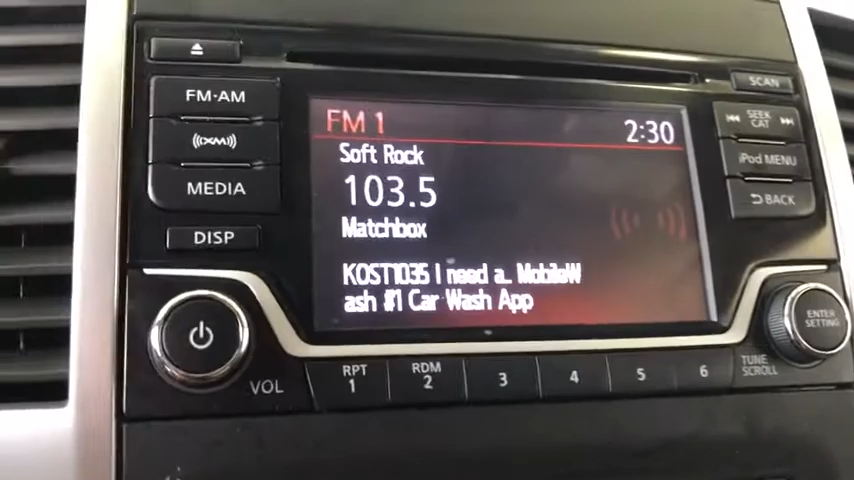 SCAN
FM·AM
SEEK
CAT
FM 1
2:30
((XM))
Soft Rock
iPod MENU
103.5
MEDIA
BACK
Matchbox
DISP
KOST1035 I need a.. MobileW
ash #1 Car Wash App
ENTER
SETTING
VOL
RPT
1
RDM
2
3
4
5
6
TUNE
SCROLL